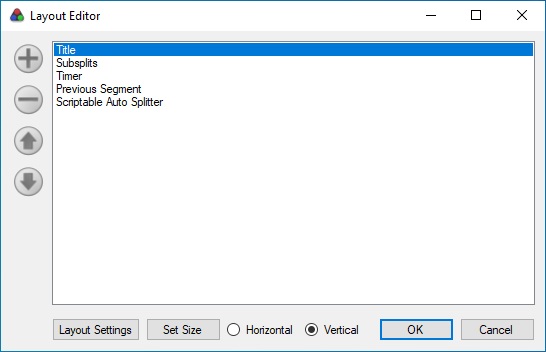 Layout Editor
Title
Subsplits
Timer
Previous Segment
Scriptable Auto Splitter
Layout Settings Set Size Horizontal Vertical OK Cancel